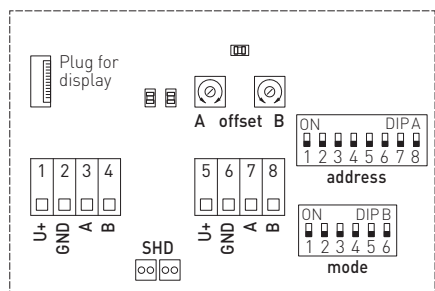 Plug for
display
A offset B
ON DIP A
1 2 3 4 5 6 7 8
address
1 2 3 4
U+ GND A B
5 6 7 8
U+ GND A B
ON DIP B
1 2 3 4 5 6
mode
SHD